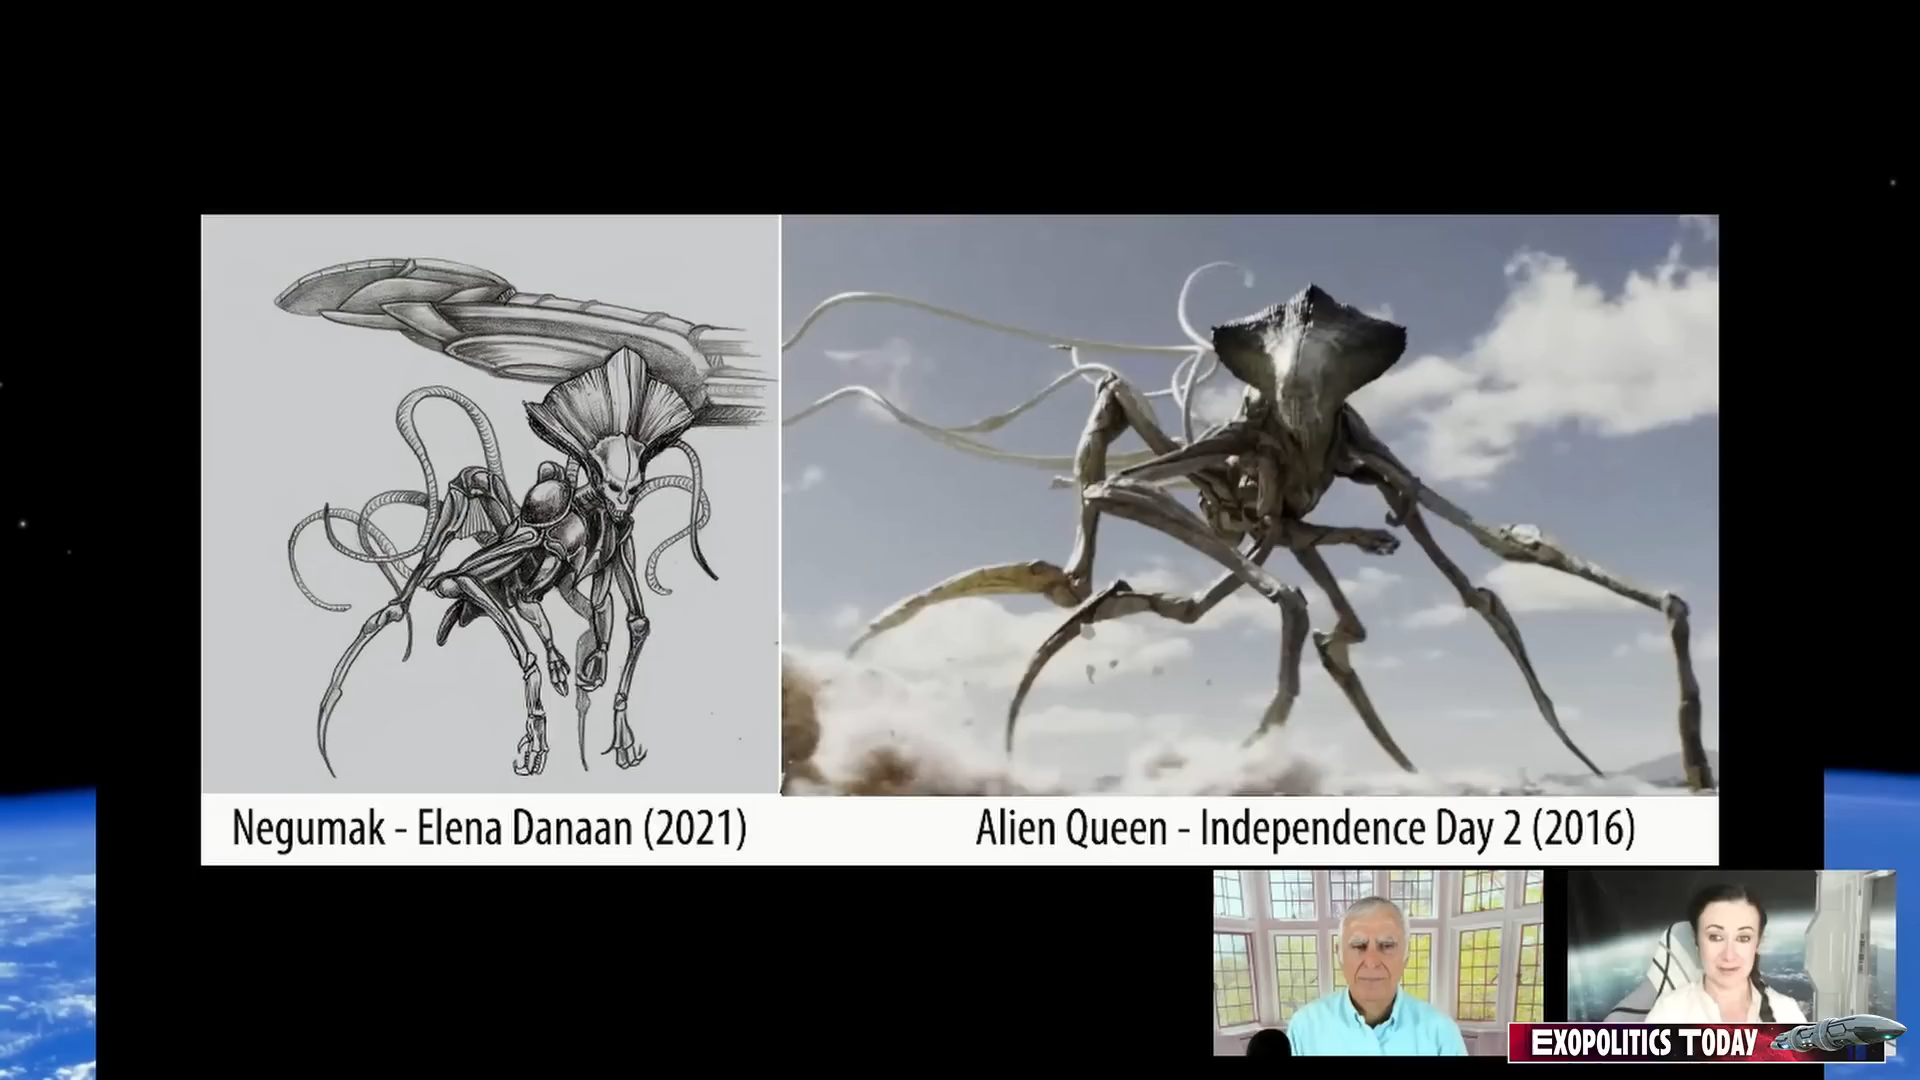 Negumak - Elena Danaan (2021)
Alien Queen - Independence Day 2 (2016)
EXOPOLITICS TODAY